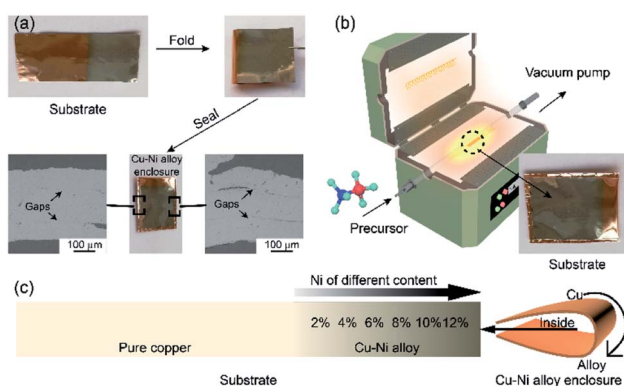 (a)
Fold
Substrate
Seal
Cu-Ni alloy
enclosure
Gaps
100 μm
Gaps
100 μm
(b)
Vacuum pump
Precursor
Substrate
(c)
Ni of different content
2% 4% 6% 8% 10% 12%
Pure copper
Cu-Ni alloy
Substrate
Cu
Inside
Alloy
Cu-Ni alloy enclosure